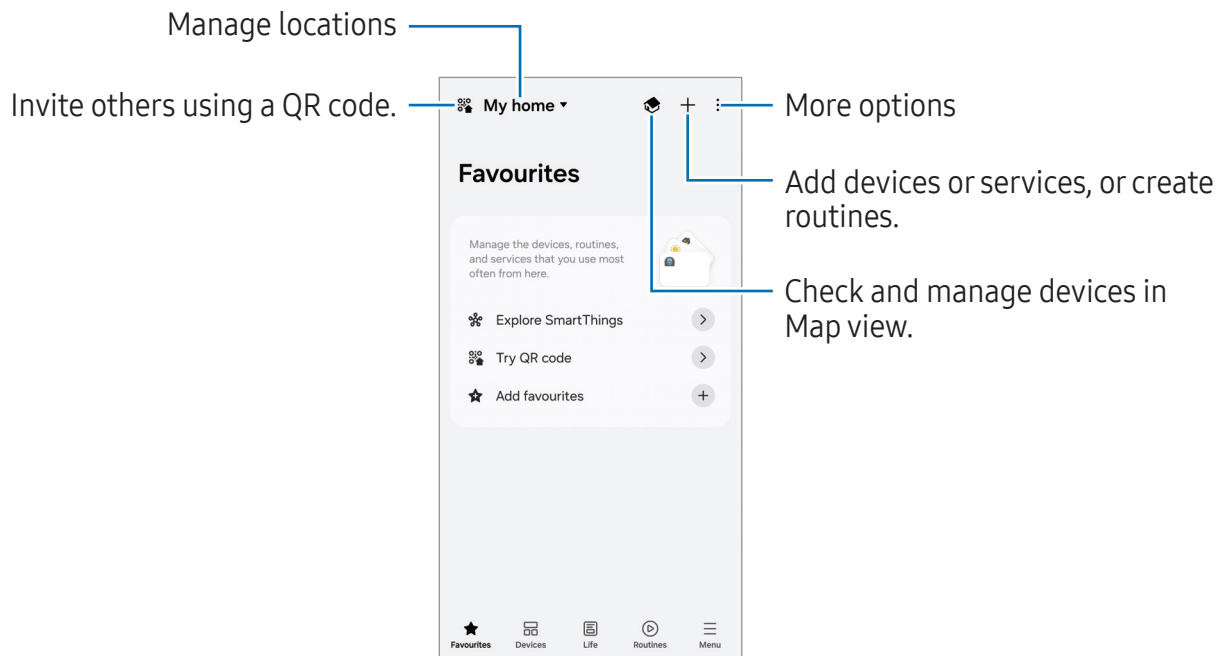 Manage locations
Invite others using a QR code.
My home
More options
Favourites
Add devices or services, or create
routines.
Manage the devices, routines,
and services that you use most
often from here.
Check and manage devices in
Map view.
Explore SmartThings
Try QR code
Add favourites
Favourites
Devices
Life
Routines
Menu